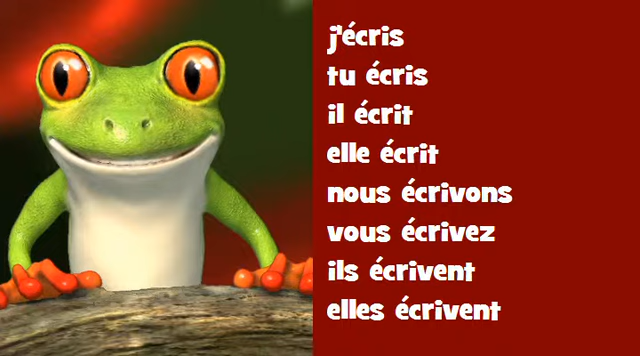 j'écris
tu écris
il écrit
elle écrit
nous écrivons
vous écrivez
ils écrivent
elles écrivent